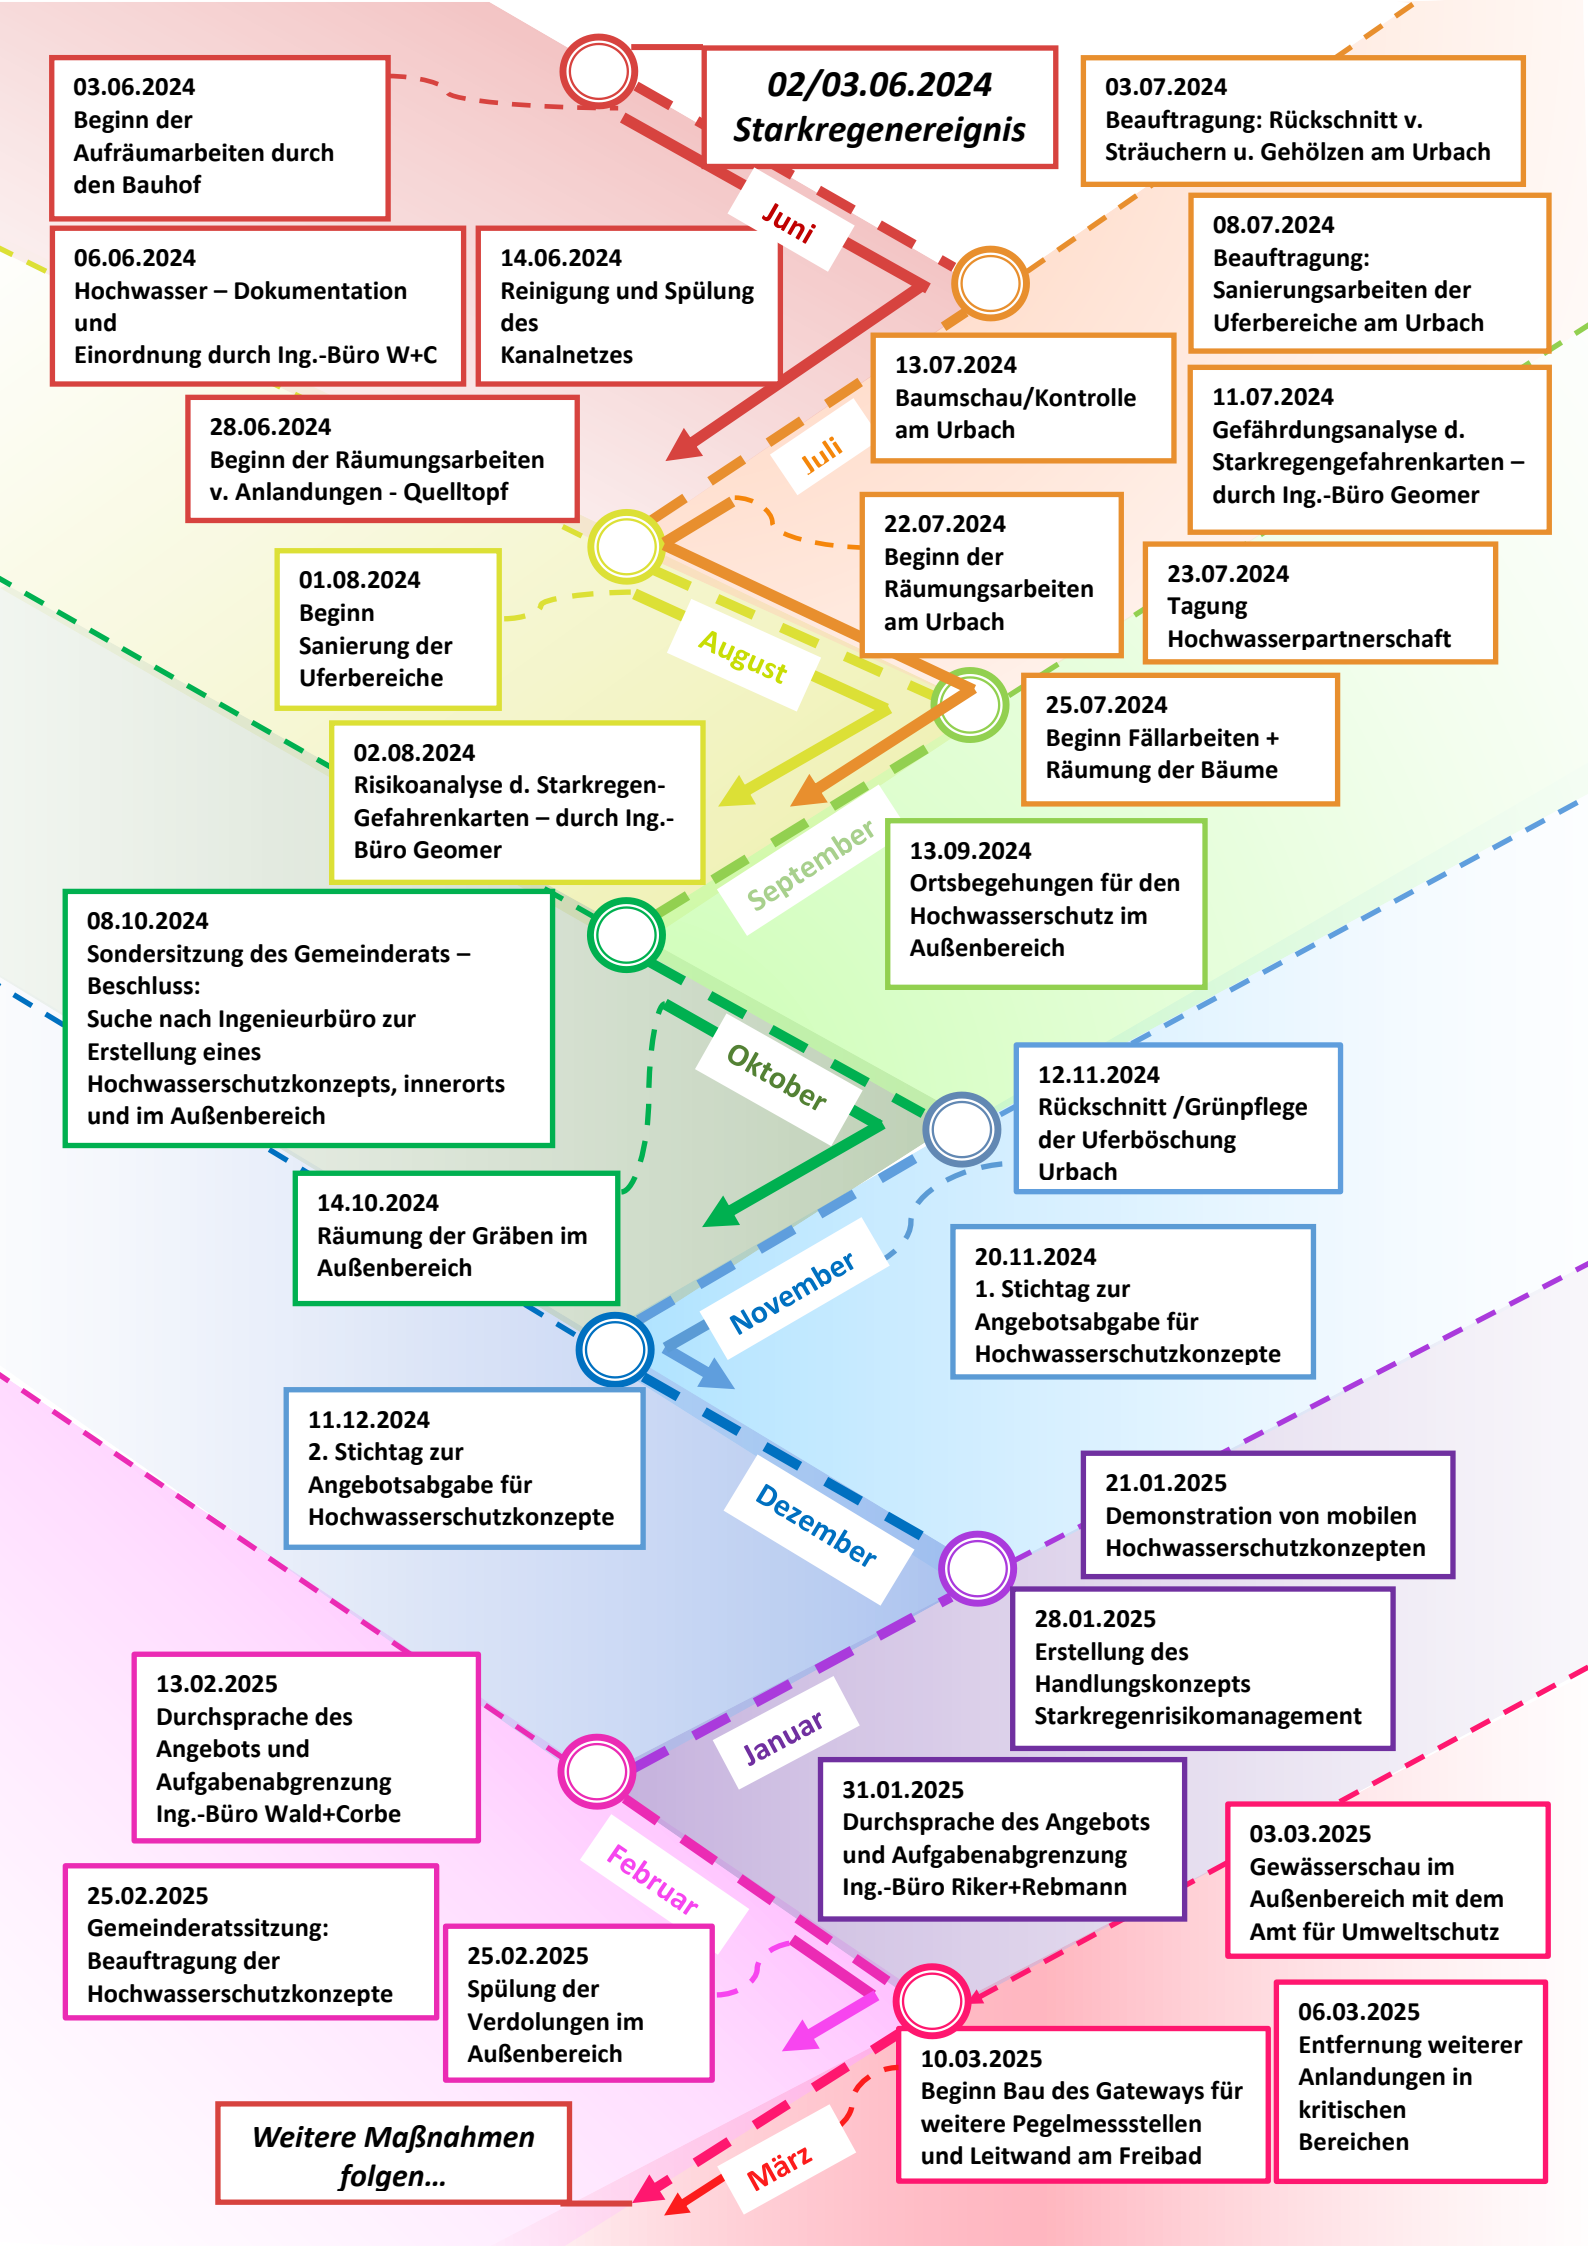 02/03.06.2024
Starkregenereignis
03.06.2024
Beginn der
Aufräumarbeiten durch
den Bauhof
06.06.2024
Hochwasser – Dokumentation
und
Einordnung durch Ing.-Büro W+C
14.06.2024
Reinigung und Spülung
des
Kanalnetzes
28.06.2024
Beginn der Räumungsarbeiten
v. Anlandungen - Quelltopf
Juni
03.07.2024
Beauftragung: Rückschnitt v.
Sträuchern u. Gehölzen am Urbach
08.07.2024
Beauftragung:
Sanierungsarbeiten der
Uferbereiche am Urbach
13.07.2024
Baumschau/Kontrolle
am Urbach
11.07.2024
Gefährdungsanalyse d.
Starkregengefahrenkarten –
durch Ing.-Büro Geomer
Juli
22.07.2024
Beginn der
Räumungsarbeiten
am Urbach
23.07.2024
Tagung
Hochwasserpartnerschaft
25.07.2024
Beginn Fällarbeiten +
Räumung der Bäume
01.08.2024
Beginn
Sanierung der
Uferbereiche
August
02.08.2024
Risikoanalyse d. Starkregen-
Gefahrenkarten – durch Ing.-
Büro Geomer
September
13.09.2024
Ortsbegehungen für den
Hochwasserschutz im
Außenbereich
08.10.2024
Sondersitzung des Gemeinderats –
Beschluss:
Suche nach Ingenieurbüro zur
Erstellung eines
Hochwasserschutzkonzepts, innerorts
und im Außenbereich
Oktober
14.10.2024
Räumung der Gräben im
Außenbereich
12.11.2024
Rückschnitt /Grünpflege
der Uferböschung
Urbach
November
20.11.2024
1. Stichtag zur
Angebotsabgabe für
Hochwasserschutzkonzepte
11.12.2024
2. Stichtag zur
Angebotsabgabe für
Hochwasserschutzkonzepte
Dezember
21.01.2025
Demonstration von mobilen
Hochwasserschutzkonzepten
28.01.2025
Erstellung des
Handlungskonzepts
Starkregenrisikomanagement
Januar
31.01.2025
Durchsprache des Angebots
und Aufgabenabgrenzung
Ing.-Büro Riker+Rebmann
13.02.2025
Durchsprache des
Angebots und
Aufgabenabgrenzung
Ing.-Büro Wald+Corbe
Februar
25.02.2025
Gemeinderatssitzung:
Beauftragung der
Hochwasserschutzkonzepte
25.02.2025
Spülung der
Verdolungen im
Außenbereich
03.03.2025
Gewässerschau im
Außenbereich mit dem
Amt für Umweltschutz
06.03.2025
Entfernung weiterer
Anlandungen in
kritischen
Bereichen
10.03.2025
Beginn Bau des Gateways für
weitere Pegelmessstellen
und Leitwand am Freibad
März
Weitere Maßnahmen
folgen...